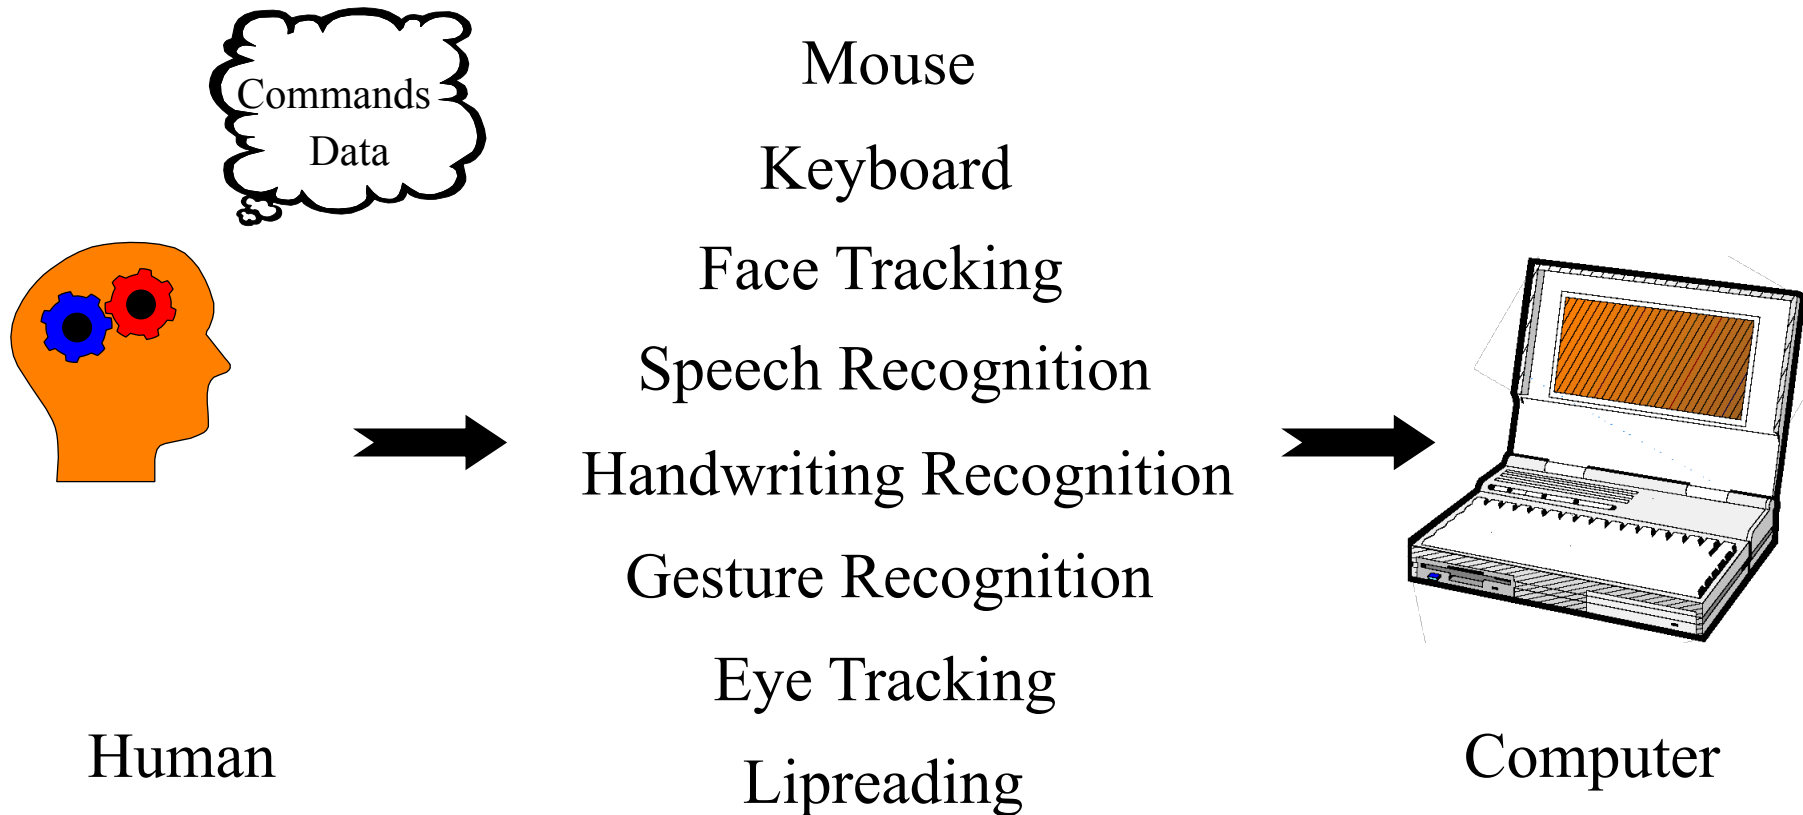 Commands
Data
Mouse
Keyboard
Face Tracking
Speech Recognition
Handwriting Recognition
Gesture Recognition
Eye Tracking
Lipreading
Human
Computer